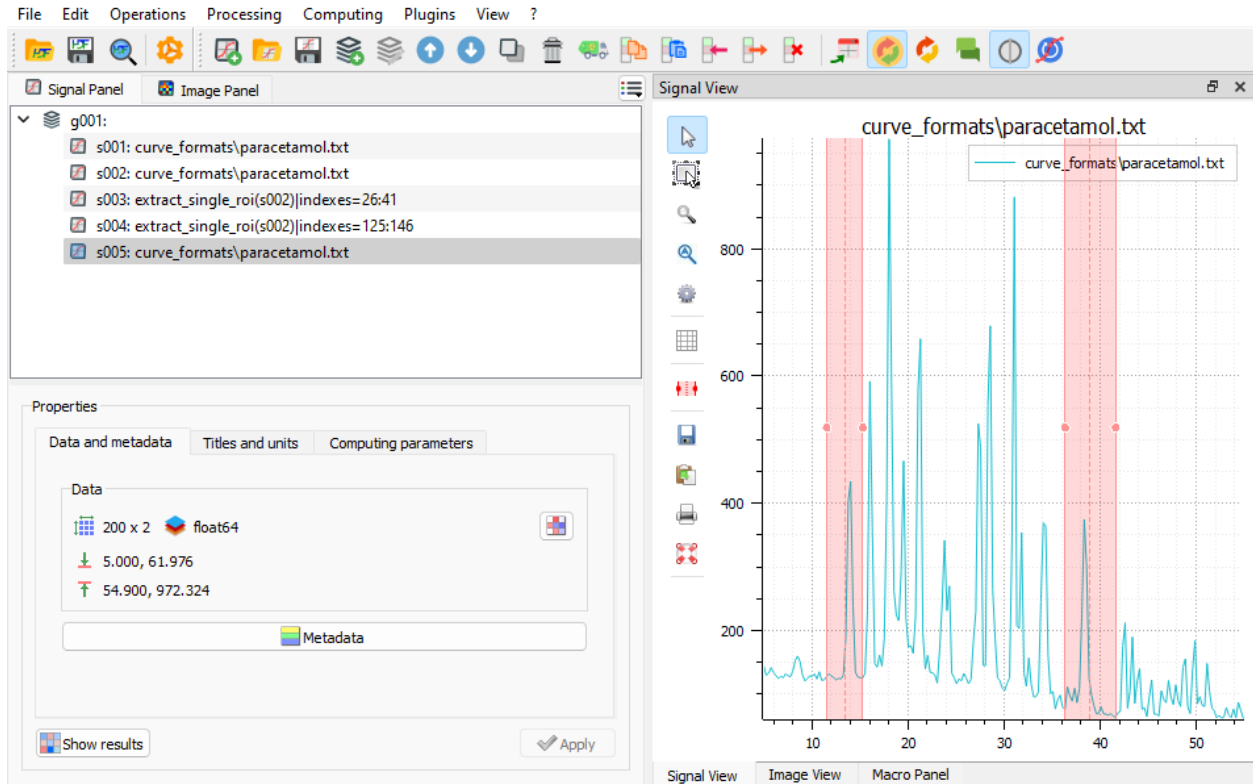 File Edit Operations Processing Computing Plugins View ?
Signal Panel Image Panel
g001:
s001: curve_formats\paracetamol.txt
s002: curve_formats\paracetamol.txt
s003: extract_single_roi(s002)|indexes=26:41
s004: extract_single_roi(s002)|indexes=125:146
s005: curve_formats\paracetamol.txt
Properties
Data and metadata Titles and units Computing parameters
Data
200 x 2 float64
5.000, 61.976
54.900, 972.324
Metadata
Show results Apply
Signal View
curve_formats\paracetamol.txt
curve_formats\paracetamol.txt
800
600
400
200
10 20 30 40 50
Signal View Image View Macro Panel